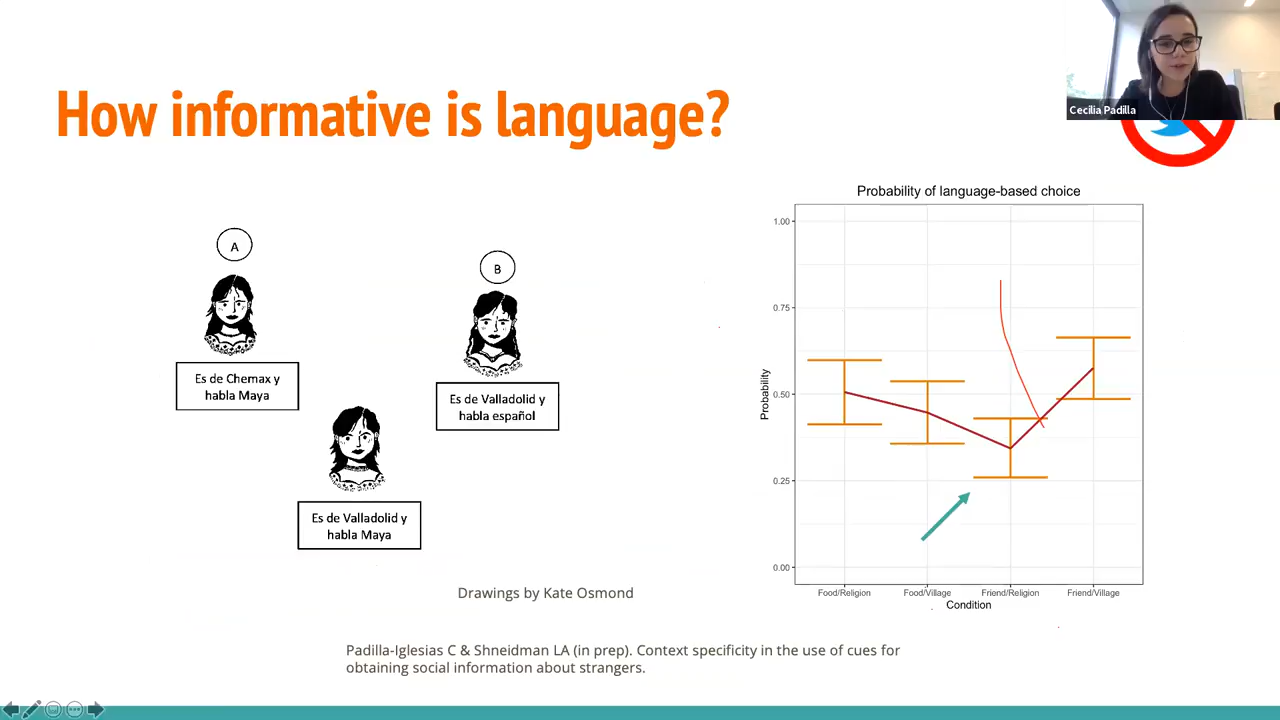 Cecilia Padilla
How informative is language?
A
Es de Chemax y
habla Maya
B
Es de Valladolid y
habla español
Es de Valladolid y
habla Maya
Drawings by Kate Osmond
Probability of language-based choice
Probability
1.00
0.75
0.50
0.25
0.00
Food/Religion
Food/Village
Friend/Religion
Friend/Village
Condition
Padilla-Iglesias C & Shneidman LA (in prep). Context specificity in the use of cues for
obtaining social information about strangers.